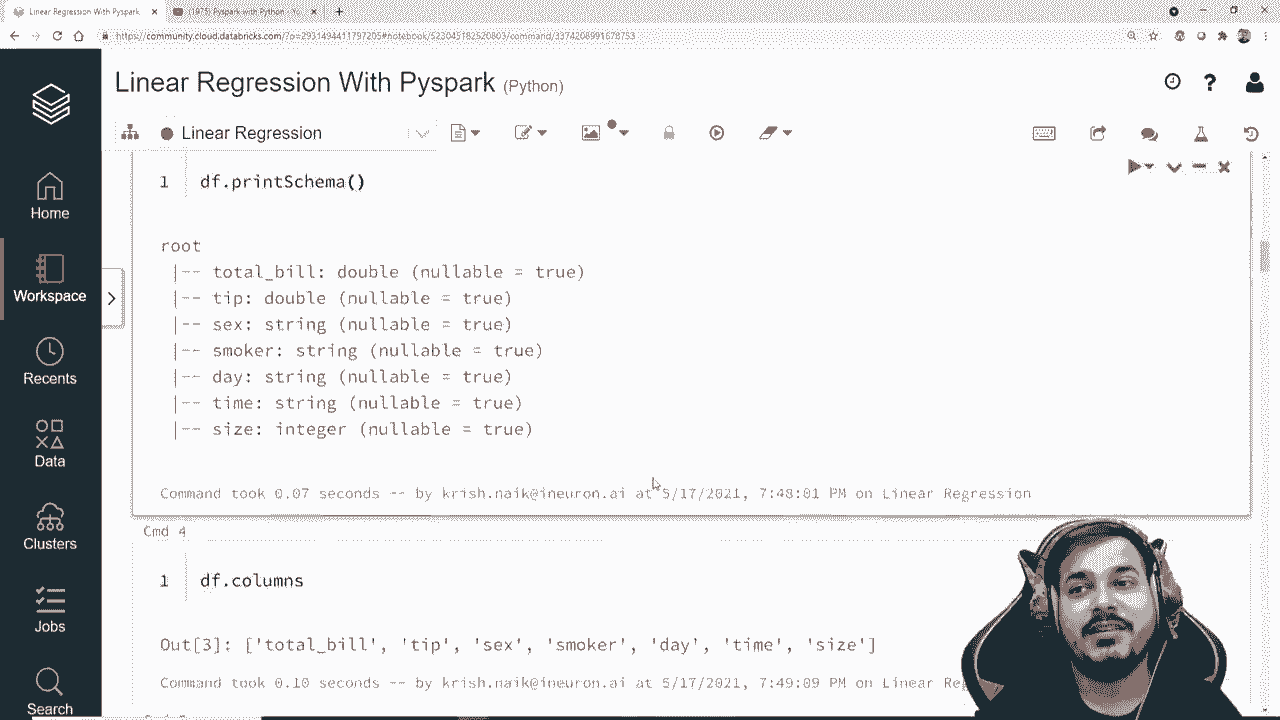 Linear Regression With Pyspark
(1975) Pyspark with Python - Yo
https://community.cloud.databricks.com/?o=2931494411797205#notebook/
Linear Regression With Pyspark (Python)
Linear Regression
Home
Workspace
Recents
Data
Clusters
Jobs
Search
1 df.printSchema()
root
|-- total_bill: double (nullable = true)
|-- tip: double (nullable = true)
|-- sex: string (nullable = true)
|-- smoker: string (nullable = true)
|-- day: string (nullable = true)
|-- time: string (nullable = true)
|-- size: integer (nullable = true)
Command took 0.07 seconds -- by krish.naik@ineuron.ai at 5/17/2021, 7:48:01 PM on Linear Regression
Cmd 4
1 df.columns
Out[3]: ['total_bill', 'tip', 'sex', 'smoker', 'day', 'time', 'size']
Command took 0.10 seconds -- by krish.naik@ineuron.ai at 5/17/2021, 7:49:09 PM on Linear Reg